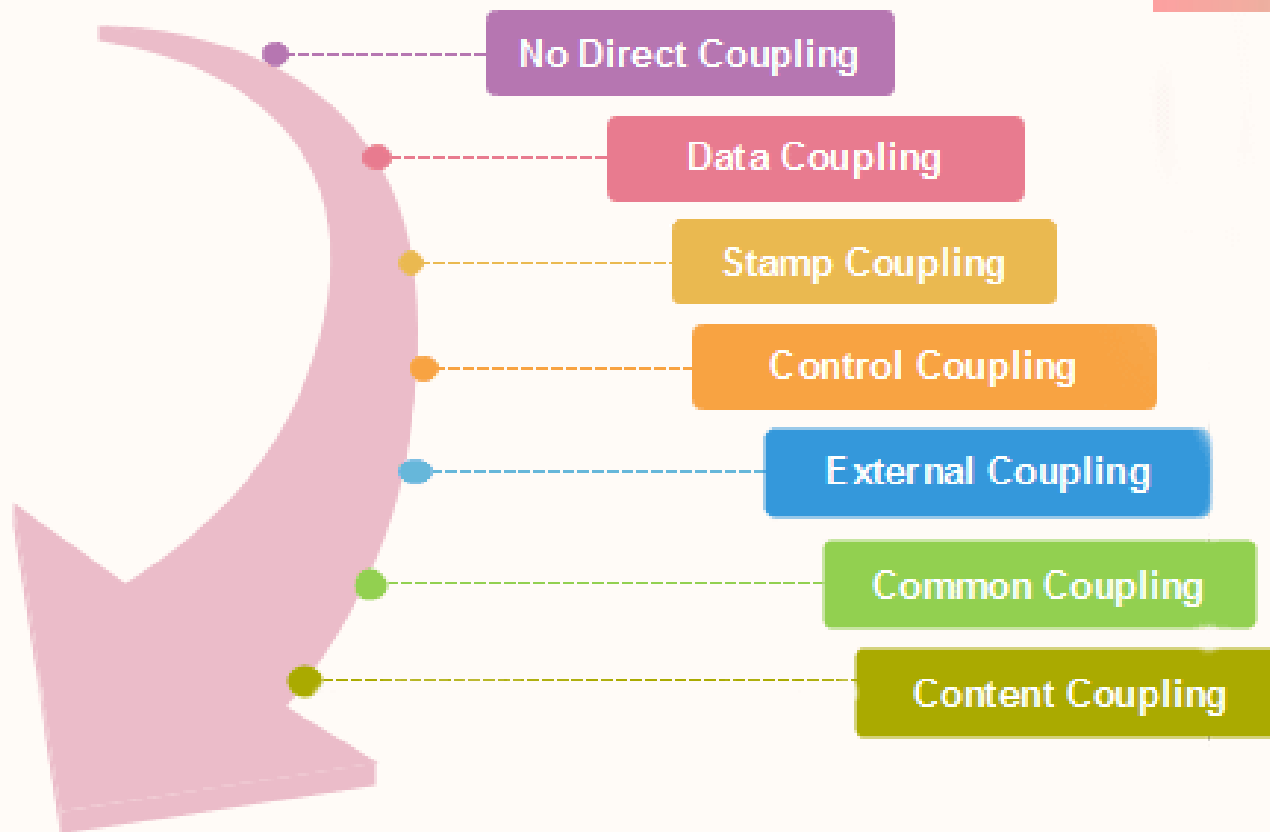 No Direct Coupling
Data Coupling
Stamp Coupling
Control Coupling
External Coupling
Common Coupling
Content Coupling